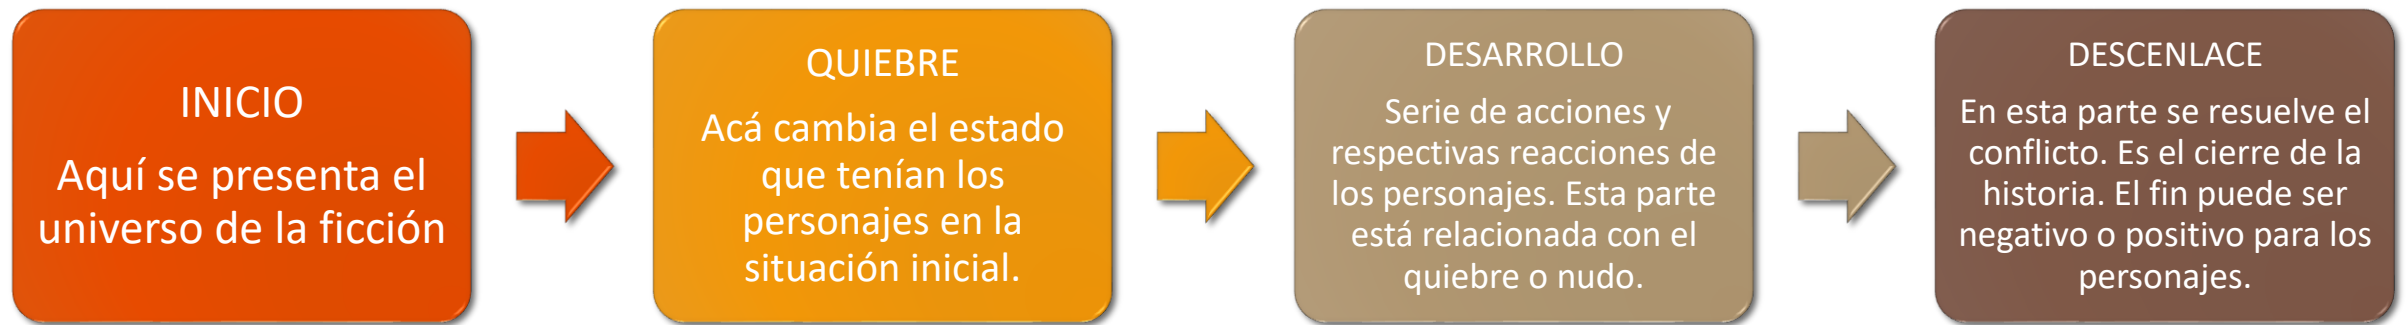 INICIO
Aquí se presenta el
universo de la ficción
QUIEBRE
Acá cambia el estado
que tenían los
personajes en la
situación inicial.
DESARROLLO
Serie de acciones y
respectivas reacciones de
los personajes. Esta parte
está relacionada con el
quiebre o nudo.
DESCENLACE
En esta parte se resuelve el
conflicto. Es el cierre de la
historia. El fin puede ser
negativo o positivo para los
personajes.